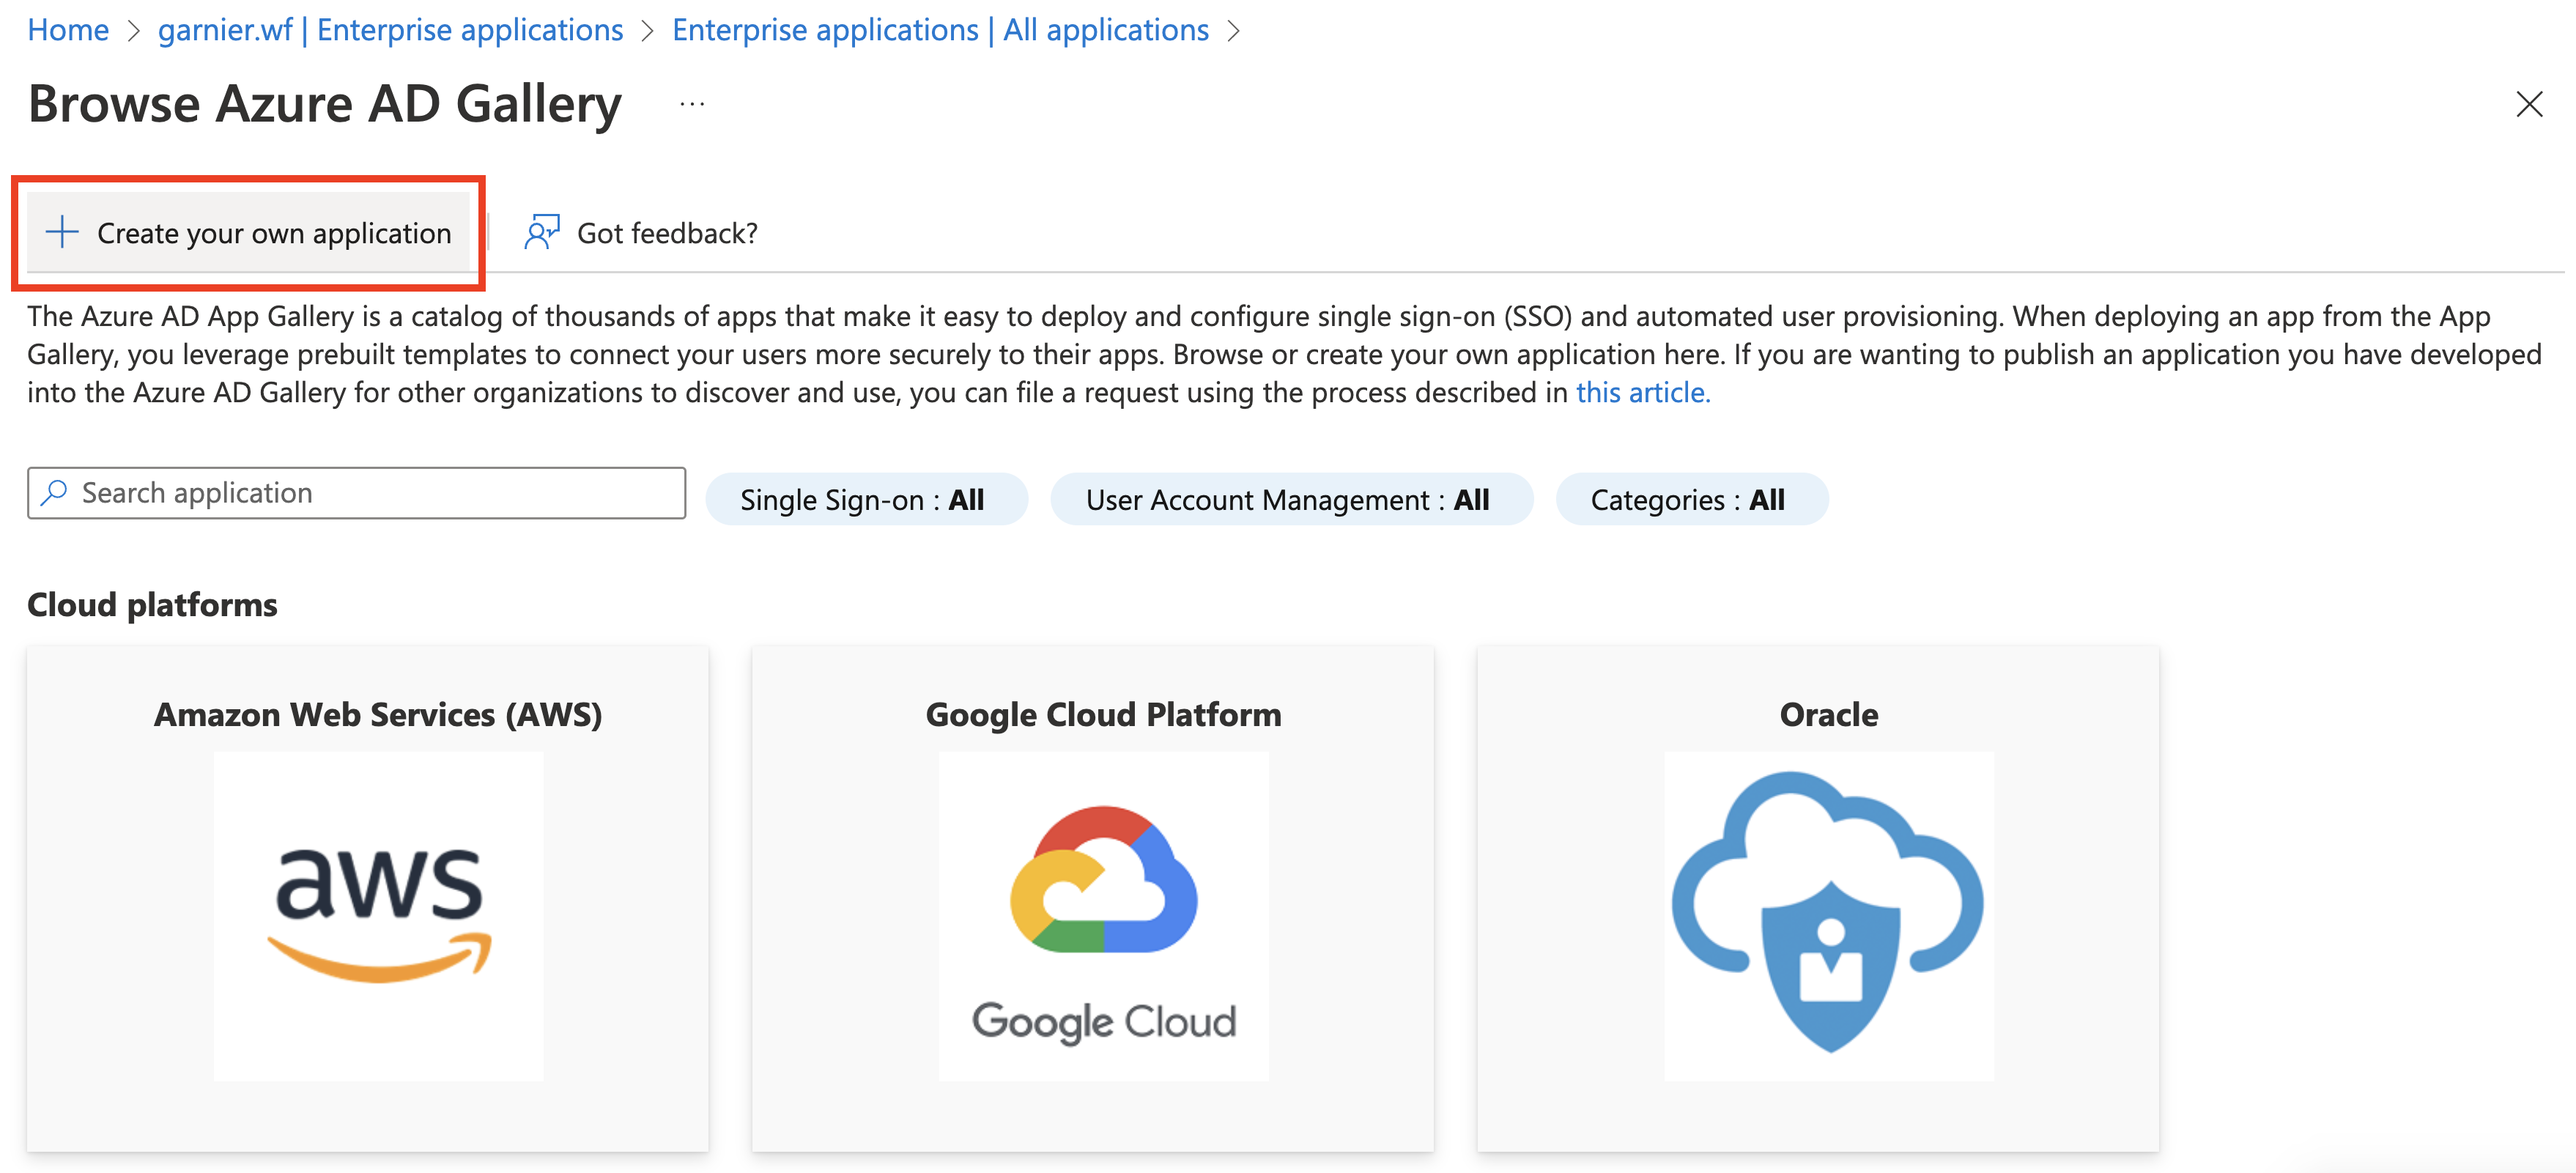 Home > garnier.wf | Enterprise applications > Enterprise applications | All applications >
Browse Azure AD Gallery ...
Create your own application
Got feedback?
The Azure AD App Gallery is a catalog of thousands of apps that make it easy to deploy and configure single sign-on (SSO) and automated user provisioning. When deploying an app from the App
Gallery, you leverage prebuilt templates to connect your users more securely to their apps. Browse or create your own application here. If you are wanting to publish an application you have developed
into the Azure AD Gallery for other organizations to discover and use, you can file a request using the process described in this article.
Search application
Single Sign-on : All
User Account Management : All
Categories : All
Cloud platforms
Amazon Web Services (AWS)
aws
Google Cloud Platform
Google Cloud
Oracle